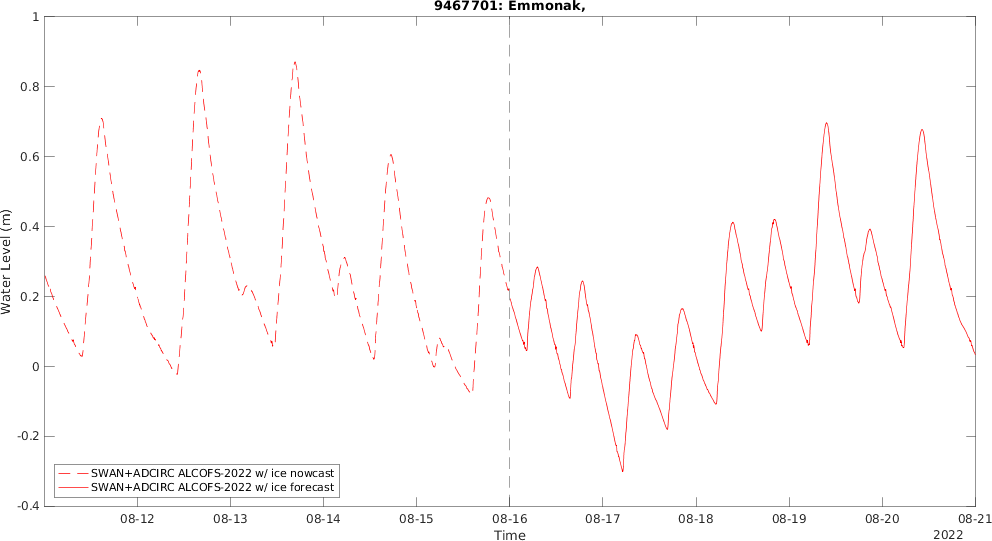 9467701: Emmonak,
1
0.8
0.6
0.4
0.2
0
-0.2
-0.4
Water Level (m)
SWAN+ADCIRC ALCOFS-2022 w/ ice nowcast
SWAN+ADCIRC ALCOFS-2022 w/ ice forecast
08-12 08-13 08-14 08-15 08-16 08-17 08-18 08-19 08-20 08-21
Time
2022